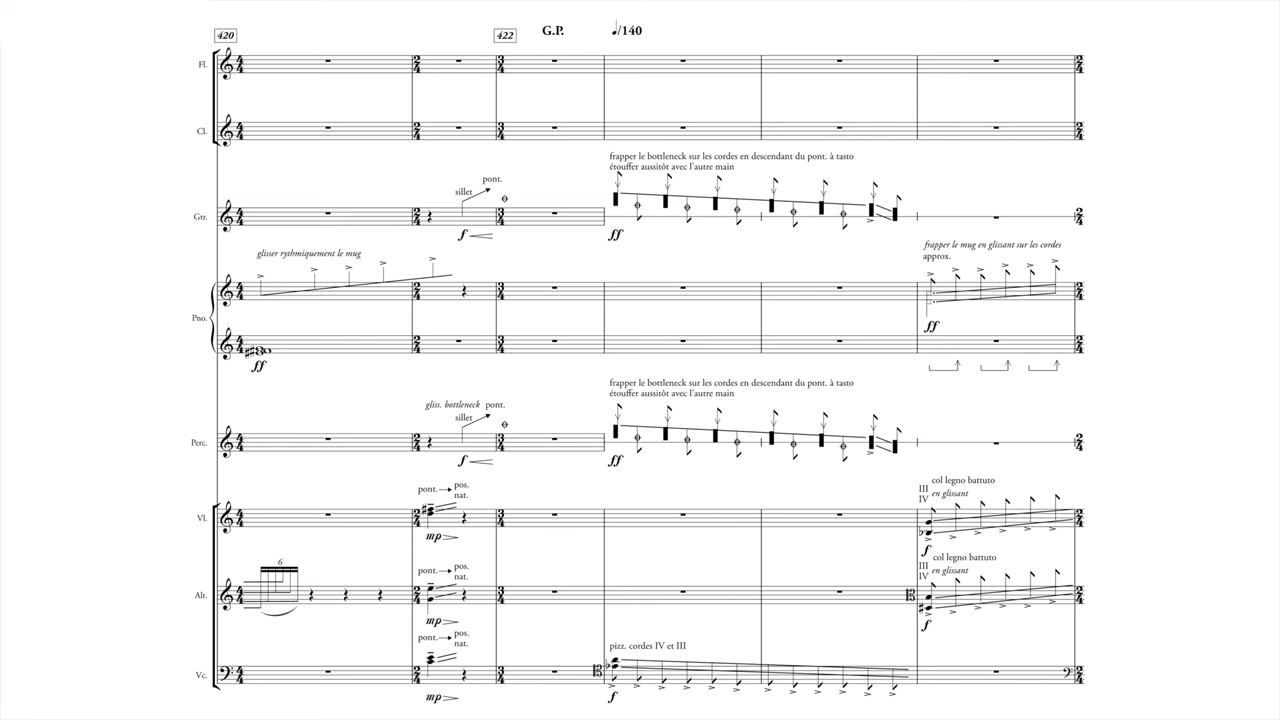 420
422
G.P.
♩/140
Fl.
Cl.
frapper le bottleneck sur les cordes en descendant du pont. à tasto
étouffer aussitôt avec l'autre main
pont.
sillet
Gtr.
f
ff
glisser rythmiquement le mug
frapper le mug en glissant sur les cordes
approx.
Pno.
ff
ff
frapper le bottleneck sur les cordes en descendant du pont. à tasto
étouffer aussitôt avec l'autre main
gliss. bottleneck pont.
sillet
Perc.
f
ff
pont. pos.
nat.
III col legno battuto
IV en glissant
Vl.
mp
f
6
pont. pos.
nat.
III col legno battuto
IV en glissant
Alt.
mp
f
pont. pos.
nat.
pizz. cordes IV et III
Vc.
mp
f